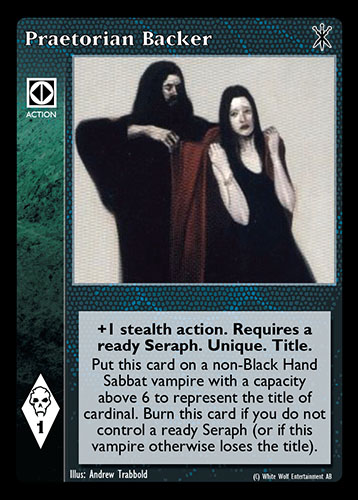 Praetorian Backer
ACTION
+1 stealth action. Requires a
ready Seraph. Unique. Title.
Put this card on a non-Black Hand
Sabbat vampire with a capacity
above 6 to represent the title of
cardinal. Burn this card if you do not
control a ready Seraph (or if this
vampire otherwise loses the title).
1
Illus: Andrew Trabbold
(C) White Wolf Entertainment AB